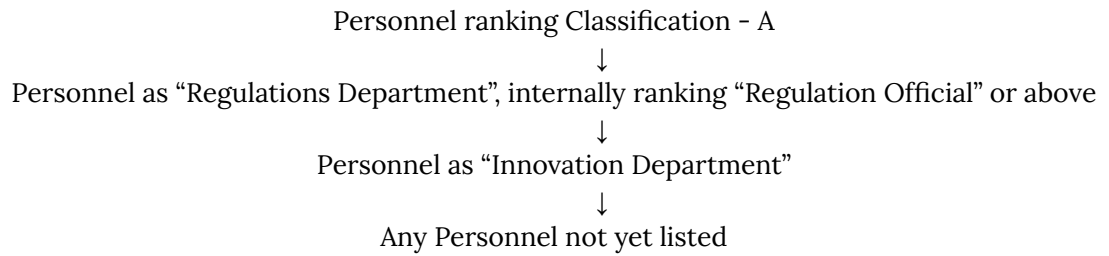 Personnel ranking Classification - A
↓
Personnel as “Regulations Department”, internally ranking “Regulation Official” or above
↓
Personnel as “Innovation Department”
↓
Any Personnel not yet listed